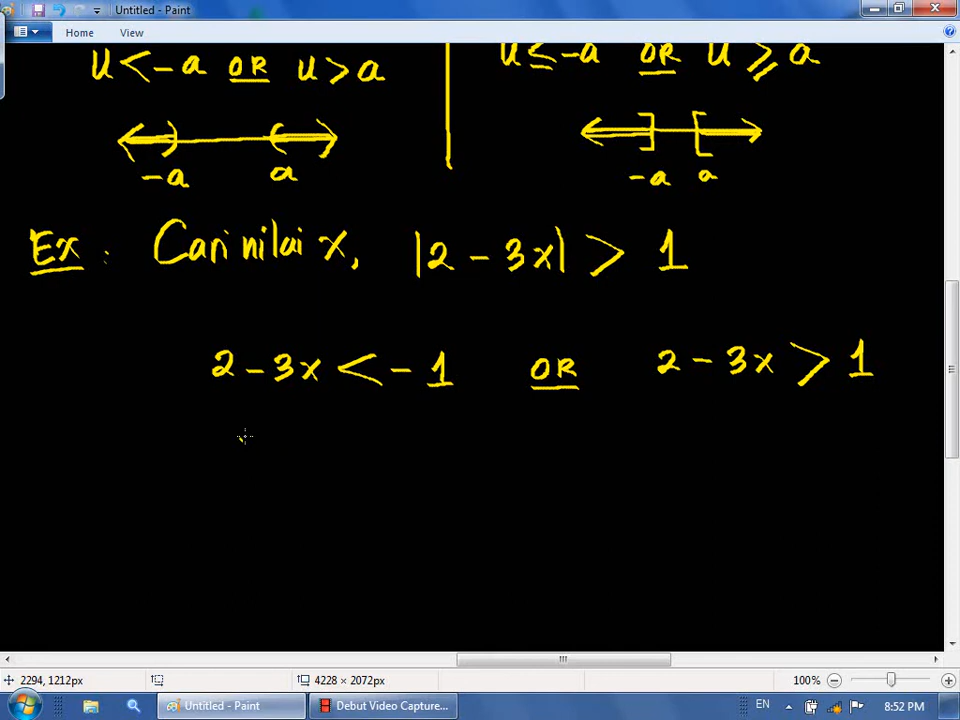 Untitled - Paint
Home View
u < -a OR u > a
u ≤ -a OR u ≥ a
-a a
-a a
Ex : Cari nilai x, |2 - 3x| > 1
2 - 3x < - 1 OR 2 - 3x > 1
2294, 1212px 4228 × 2072px 100%
Untitled - Paint Debut Video Capture... EN 8:52 PM